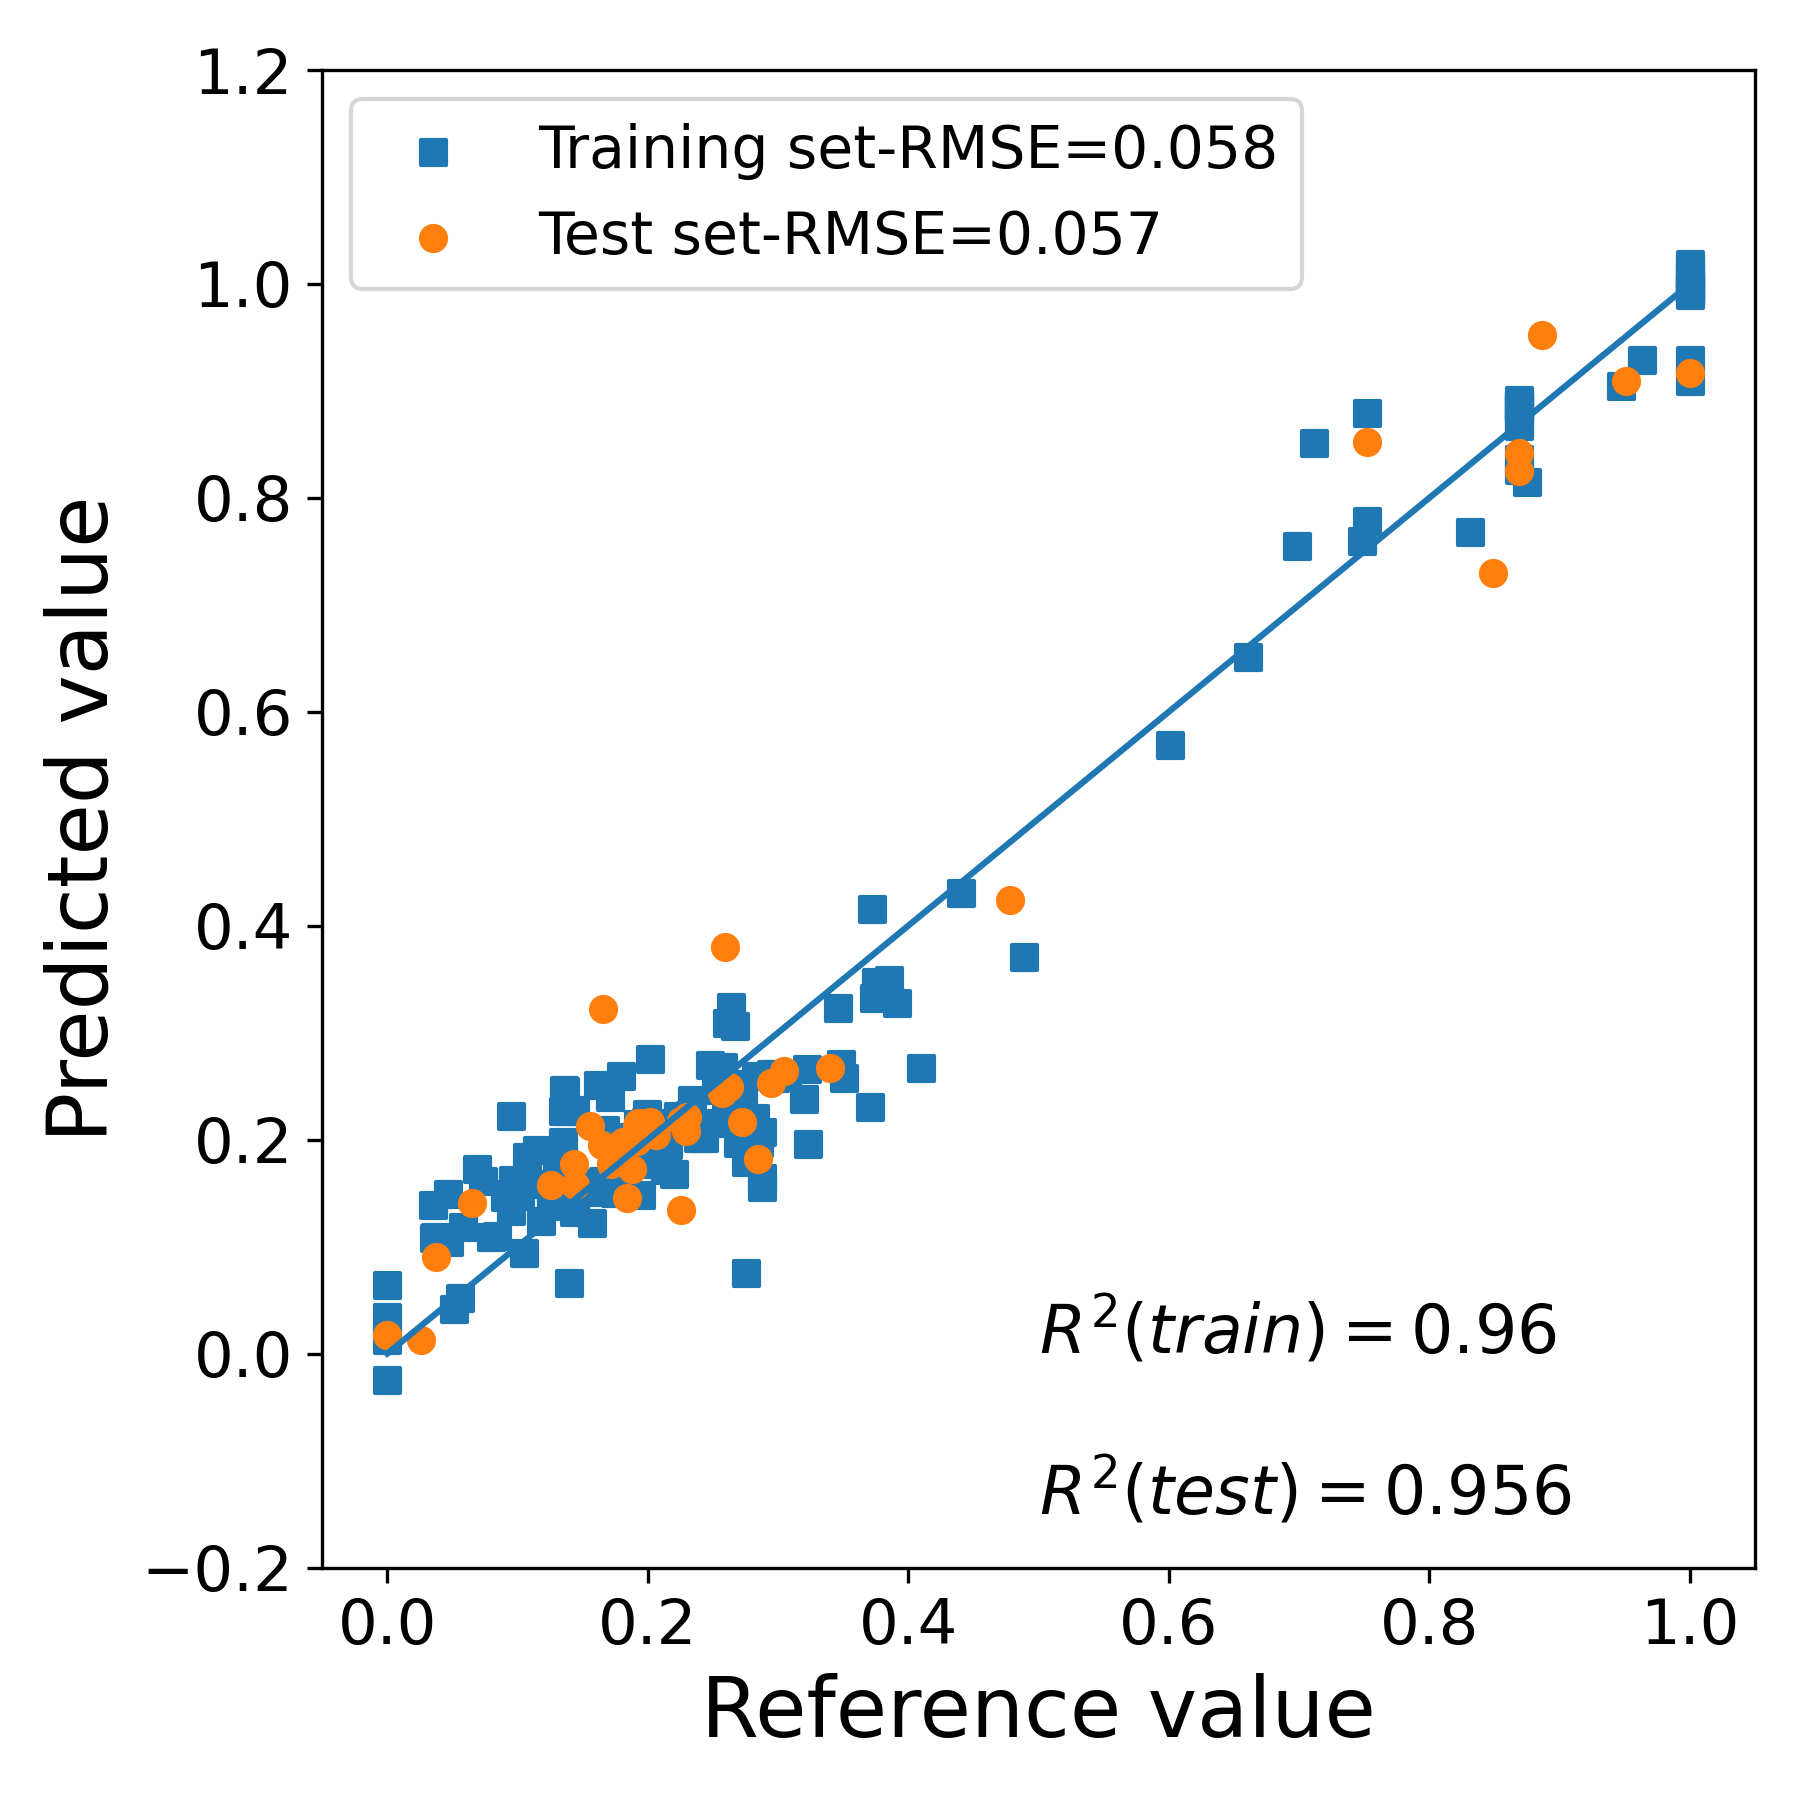 1.2
1.0
0.8
0.6
0.4
0.2
0.0
−0.2
Predicted value
Training set-RMSE=0.058
Test set-RMSE=0.057
R²(train) = 0.96
R²(test) = 0.956
0.0 0.2 0.4 0.6 0.8 1.0
Reference value